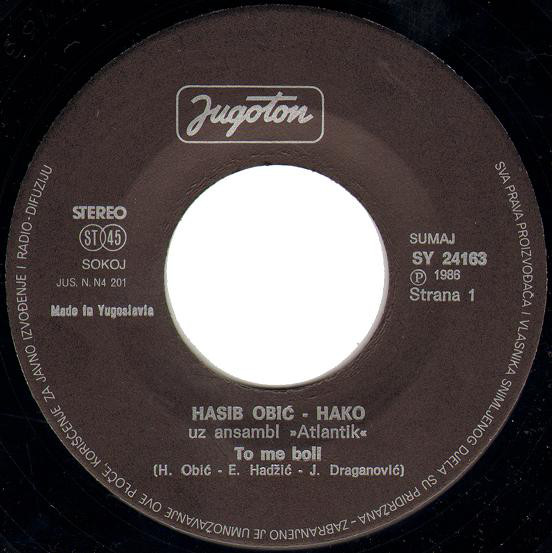 Jugoton
STEREO
ST 45
SOKOJ
JUS. N. N4 201
Made in Yugoslavia
SUMAJ
SY 24163
Ⓟ 1986
Strana 1
HASIB OBIĆ - HAKO
uz ansambl »Atlantik«
To me boli
(H. Obić - E. Hadžić - J. Draganović)
SVA PRAVA PROIZVOĐAČA I VLASNIKA SNIMLJENOG DJELA SU PRIDRŽANA - ZABRANJENO JE UMNOŽAVANJE OVE PLOČE, KORIŠĆENJE ZA JAVNO IZVOĐENJE I RADIO-DIFUZIJU